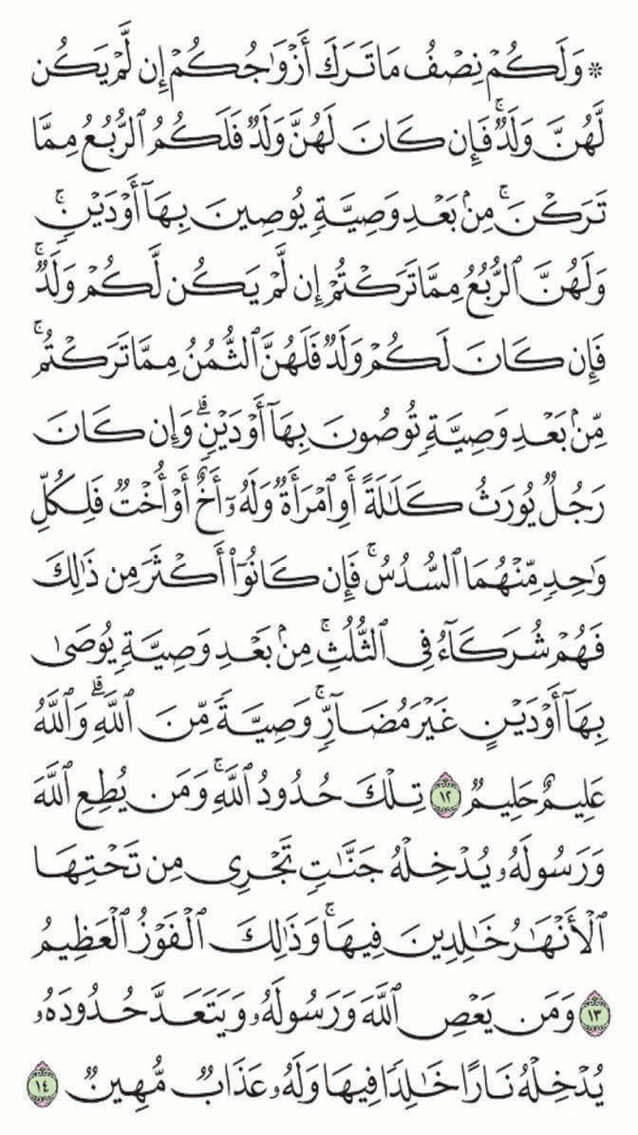 ۞ وَلَكُمْ نِصْفُ مَا تَرَكَ أَزْوَٰجُكُمْ إِن لَّمْ يَكُن
لَّهُنَّ وَلَدٌ ۚ فَإِن كَانَ لَهُنَّ وَلَدٌ فَلَكُمُ ٱلرُّبُعُ مِمَّا
تَرَكْنَ ۚ مِنۢ بَعْدِ وَصِيَّةٍ يُوصِينَ بِهَآ أَوْ دَيْنٍ ۚ
وَلَهُنَّ ٱلرُّبُعُ مِمَّا تَرَكْتُمْ إِن لَّمْ يَكُن لَّكُمْ وَلَدٌ ۚ
فَإِن كَانَ لَكُمْ وَلَدٌ فَلَهُنَّ ٱلثُّمُنُ مِمَّا تَرَكْتُم ۚ
مِّنۢ بَعْدِ وَصِيَّةٍ تُوصُونَ بِهَآ أَوْ دَيْنٍ ۗ وَإِن كَانَ
رَجُلٌ يُورَثُ كَلَٰلَةً أَوِ ٱمْرَأَةٌ وَلَهُۥٓ أَخٌ أَوْ أُخْتٌ فَلِكُلِّ
وَٰحِدٍ مِّنْهُمَا ٱلسُّدُسُ ۚ فَإِن كَانُوٓا۟ أَكْثَرَ مِن ذَٰلِكَ
فَهُمْ شُرَكَآءُ فِى ٱلثُّلُثِ ۚ مِنۢ بَعْدِ وَصِيَّةٍ يُوصَىٰ
بِهَآ أَوْ دَيْنٍ غَيْرَ مُضَآرٍّ ۚ وَصِيَّةً مِّنَ ٱللَّهِ ۗ وَٱللَّهُ
عَلِيمٌ حَلِيمٌ ١٢ تِلْكَ حُدُودُ ٱللَّهِ ۚ وَمَن يُطِعِ ٱللَّهَ
وَرَسُولَهُۥ يُدْخِلْهُ جَنَّٰتٍ تَجْرِى مِن تَحْتِهَا
ٱلْأَنْهَٰرُ خَٰلِدِينَ فِيهَا ۚ وَذَٰلِكَ ٱلْفَوْزُ ٱلْعَظِيمُ
١٣ وَمَن يَعْصِ ٱللَّهَ وَرَسُولَهُۥ وَيَتَعَدَّ حُدُودَهُۥ
يُدْخِلْهُ نَارًا خَٰلِدًا فِيهَا وَلَهُۥ عَذَابٌ مُّهِينٌ ١٤